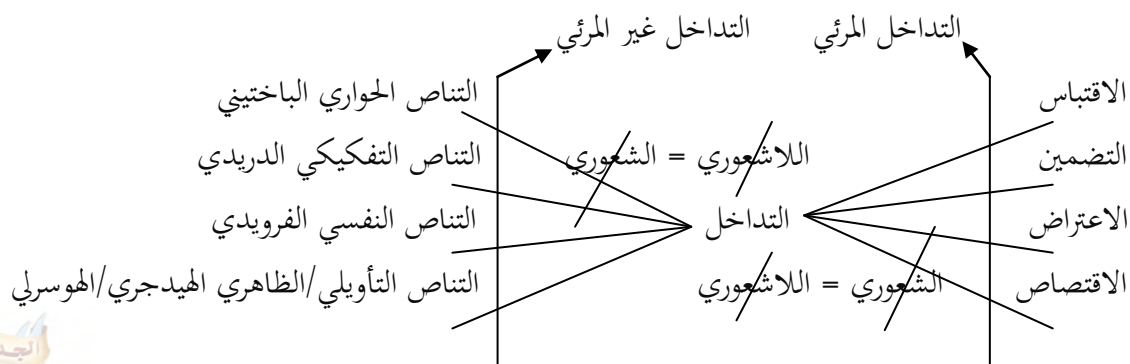 التداخل المرئي التداخل غير المرئي
الاقتباس التناص الحواري الباختيني
التضمين اللاشعوري = الشعوري التناص التفكيكي الدريدي
الاعتراض التداخل التناص النفسي الفرويدي
الاقتصاص الشعوري = اللاشعوري التناص التأويلي/الظاهري الهيدجري/الهوسرلي